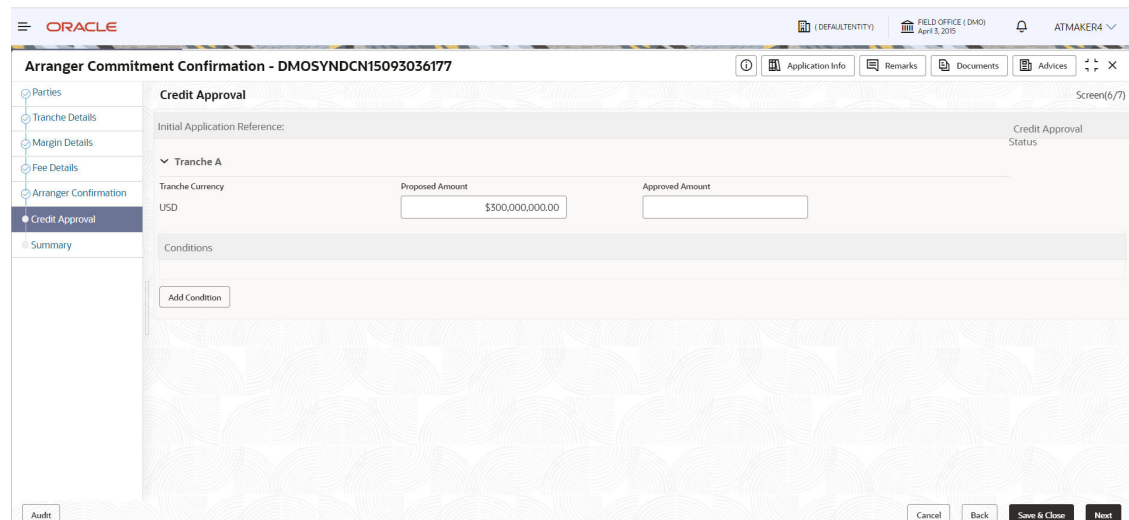 ORACLE
( DEFAULTENTITY)
FIELD OFFICE ( DMO)
April 3, 2015
ATMAKER4
Arranger Commitment Confirmation - DMOSYNDCN15093036177
Application Info
Remarks
Documents
Advices
Parties
Tranche Details
Margin Details
Fee Details
Arranger Confirmation
Credit Approval
Summary
Credit Approval
Screen(6/7)
Initial Application Reference:
Credit Approval
Status
Tranche A
Tranche Currency
Proposed Amount
Approved Amount
USD
$300,000,000.00
Conditions
Add Condition
Audit
Cancel
Back
Save & Close
Next